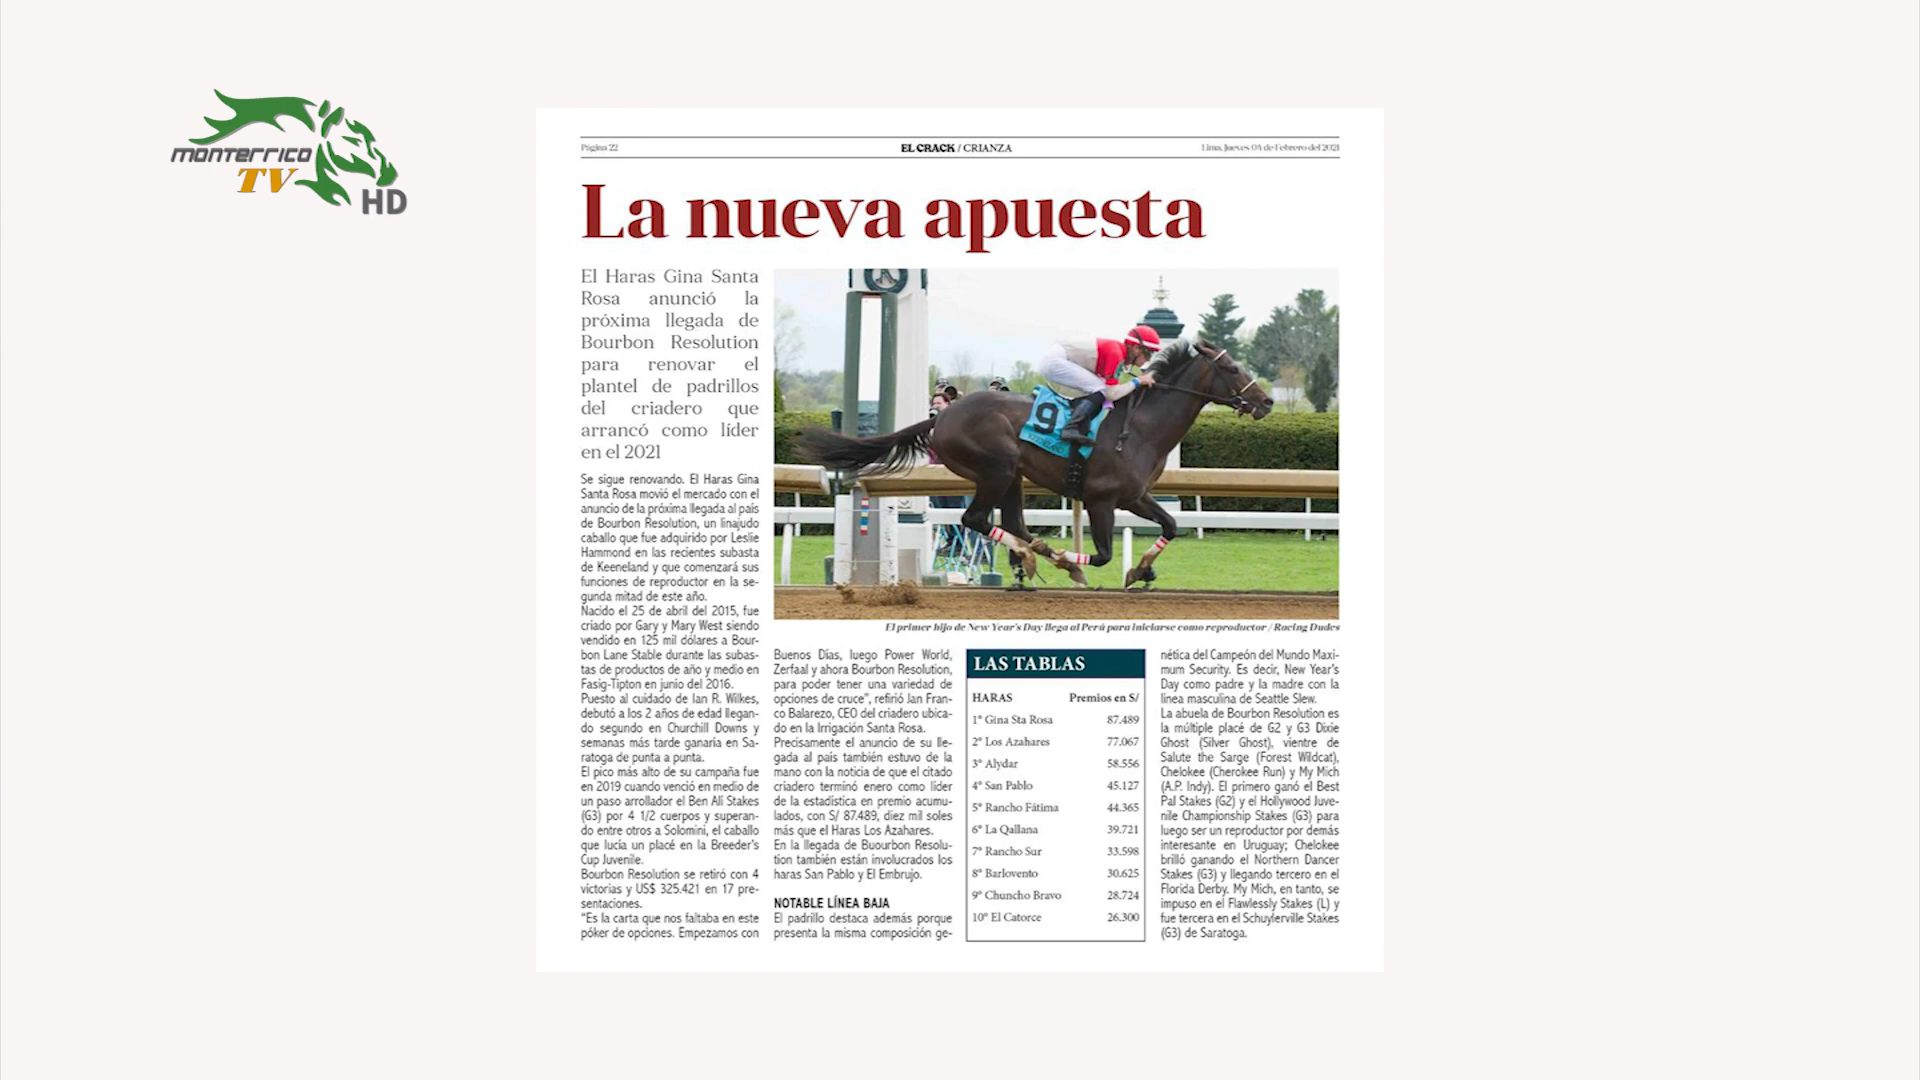 monterrico
TV
HD
Página 22
EL CRACK / CRIANZA
Lima, Jueves 04 de Febrero del 2021
La nueva apuesta
El Haras Gina Santa
Rosa anunció la
próxima llegada de
Bourbon Resolution
para renovar el
plantel de padrillos
del criadero que
arrancó como líder
en el 2021
Se sigue renovando. El Haras Gina
Santa Rosa movió el mercado con el
anuncio de la próxima llegada al país
de Bourbon Resolution, un linajudo
caballo que fue adquirido por Leslie
Hammond en las recientes subasta
de Keeneland y que comenzará sus
funciones de reproductor en la se-
gunda mitad de este año.
Nacido el 25 de abril del 2015, fue
criado por Gary y Mary West siendo
vendido en 125 mil dólares a Bour-
bon Lane Stable durante las subas-
tas de productos de año y medio en
Fasig-Tipton en junio del 2016.
Puesto al cuidado de Ian R. Wilkes,
debutó a los 2 años de edad llegan-
do segundo en Churchill Downs y
semanas más tarde ganaría en Sa-
ratoga de punta a punta.
El pico más alto de su campaña fue
en 2019 cuando venció en medio de
un paso arrollador el Ben Ali Stakes
(G3) por 4 1/2 cuerpos y superan-
do entre otros a Solomini, el caballo
que lucía un placé en la Breeder's
Cup Juvenile.
Bourbon Resolution se retiró con 4
victorias y US$ 325.421 en 17 pre-
sentaciones.
"Es la carta que nos faltaba en este
póker de opciones. Empezamos con
9
KEENELAND
El primer hijo de New Year's Day llega al Perú para iniciarse como reproductor / Racing Dudes
Buenos Días, luego Power World,
Zerfaal y ahora Bourbon Resolution,
para poder tener una variedad de
opciones de cruce", refirió Jan Fran-
co Balarezo, CEO del criadero ubica-
do en la Irrigación Santa Rosa.
Precisamente el anuncio de su lle-
gada al país también estuvo de la
mano con la noticia de que el citado
criadero terminó enero como líder
de la estadística en premio acumu-
lados, con S/ 87.489, diez mil soles
más que el Haras Los Azahares.
En la llegada de Buourbon Resolu-
tion también están involucrados los
haras San Pablo y El Embrujo.
NOTABLE LÍNEA BAJA
El padrillo destaca además porque
presenta la misma composición ge-
LAS TABLAS
HARAS Premios en S/
1° Gina Sta Rosa 87.489
2° Los Azahares 77.067
3° Alydar 58.556
4° San Pablo 45.127
5° Rancho Fátima 44.365
6° La Qallana 39.721
7° Rancho Sur 33.598
8° Barlovento 30.625
9° Chuncho Bravo 28.724
10° El Catorce 26.300
nética del Campeón del Mundo Maxi-
mum Security. Es decir, New Year's
Day como padre y la madre con la
línea masculina de Seattle Slew.
La abuela de Bourbon Resolution es
la múltiple placé de G2 y G3 Dixie
Ghost (Silver Ghost), vientre de
Salute the Sarge (Forest Wildcat),
Chelokee (Cherokee Run) y My Mich
(A.P. Indy). El primero ganó el Best
Pal Stakes (G2) y el Hollywood Juve-
nile Championship Stakes (G3) para
luego ser un reproductor por demás
interesante en Uruguay; Chelokee
brilló ganando el Northern Dancer
Stakes (G3) y llegando tercero en el
Florida Derby. My Mich, en tanto, se
impuso en el Flawlessly Stakes (L) y
fue tercera en el Schuylerville Stakes
(G3) de Saratoga.